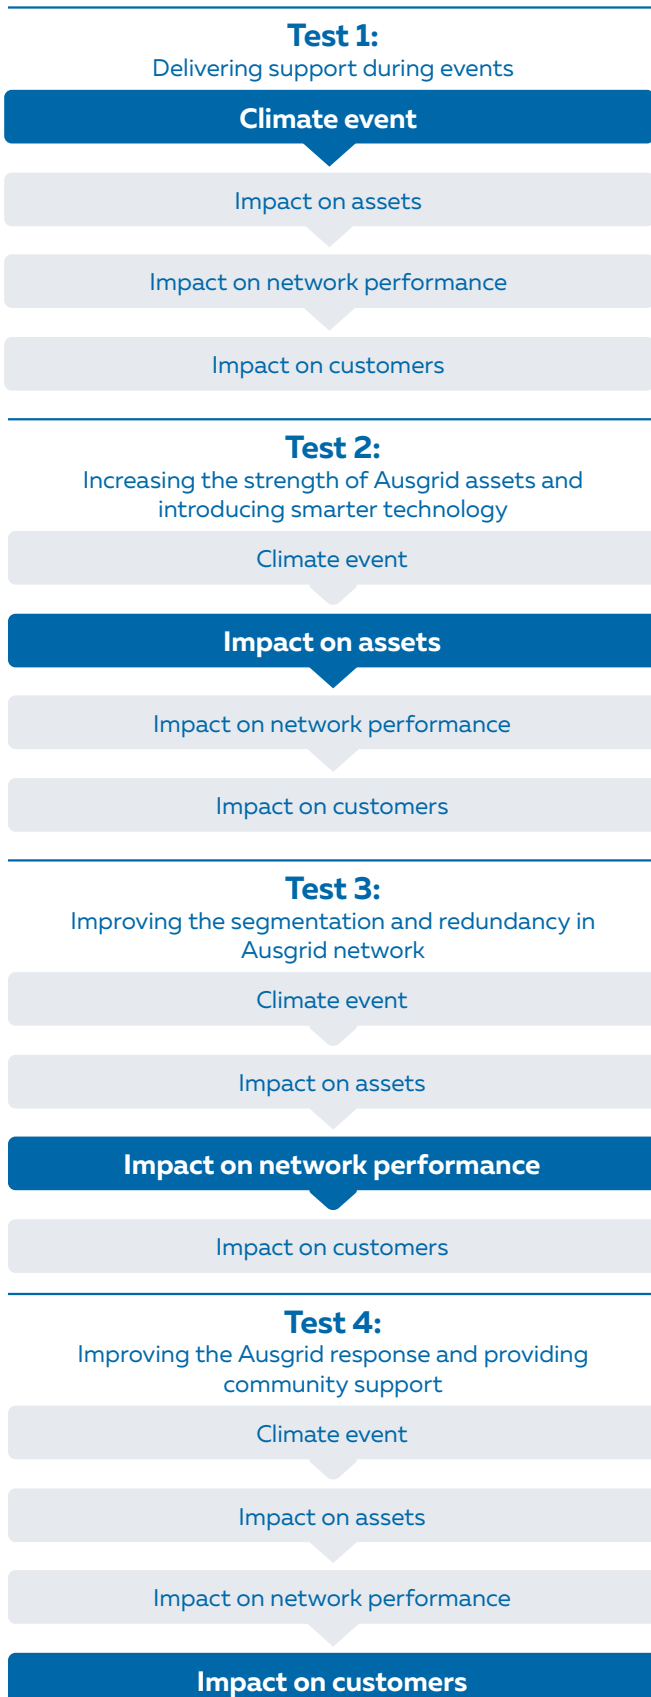 Test 1:
Delivering support during events
Climate event
Impact on assets
Impact on network performance
Impact on customers
Test 2:
Increasing the strength of Ausgrid assets and
introducing smarter technology
Climate event
Impact on assets
Impact on network performance
Impact on customers
Test 3:
Improving the segmentation and redundancy in
Ausgrid network
Climate event
Impact on assets
Impact on network performance
Impact on customers
Test 4:
Improving the Ausgrid response and providing
community support
Climate event
Impact on assets
Impact on network performance
Impact on customers